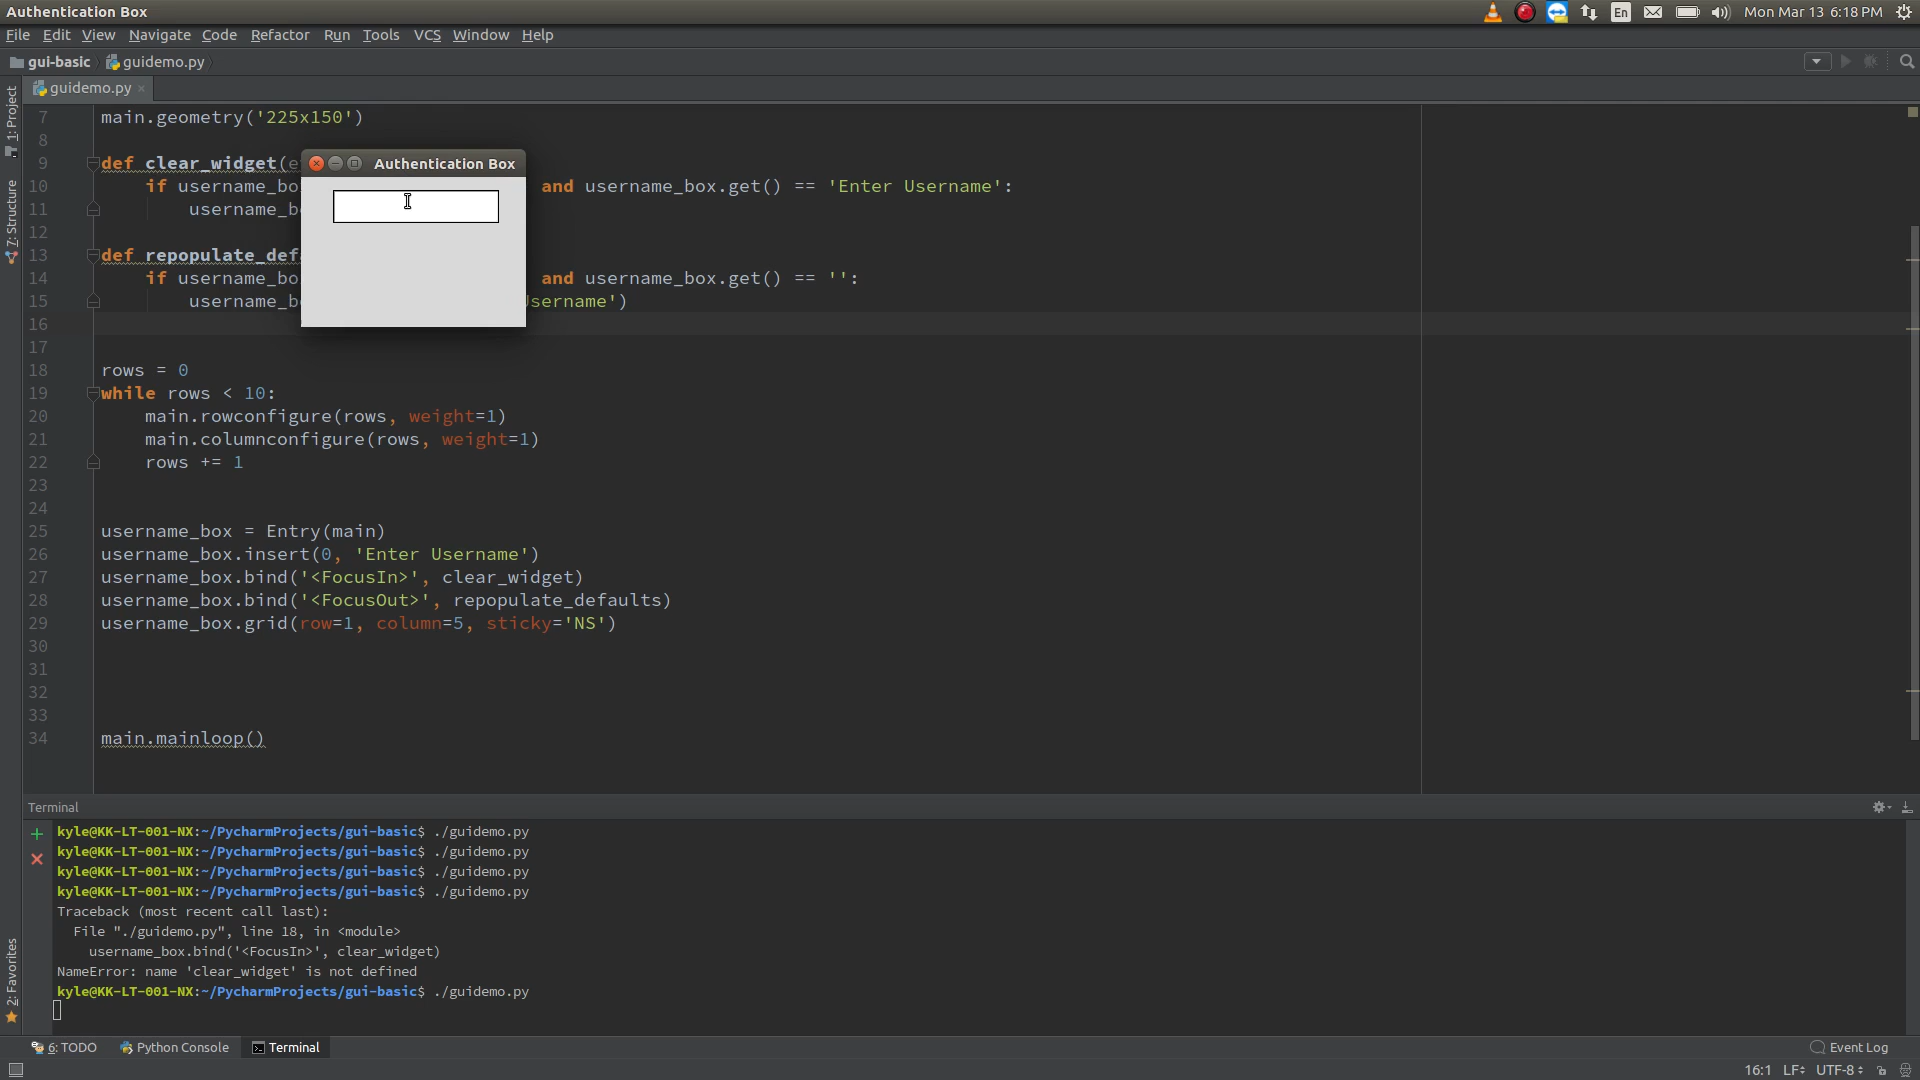 Authentication Box
En Mon Mar 13 6:18 PM
File Edit View Navigate Code Refactor Run Tools VCS Window Help
gui-basic guidemo.py
guidemo.py
1: Project
7: Structure
2: Favorites
7 main.geometry('225x150')
8
9 def clear_widget(e
10 if username_bo and username_box.get() == 'Enter Username':
11 username_b
12
13 def repopulate_def
14 if username_bo and username_box.get() == '':
15 username_b Username')
16
17
18 rows = 0
19 while rows < 10:
20 main.rowconfigure(rows, weight=1)
21 main.columnconfigure(rows, weight=1)
22 rows += 1
23
24
25 username_box = Entry(main)
26 username_box.insert(0, 'Enter Username')
27 username_box.bind('<FocusIn>', clear_widget)
28 username_box.bind('<FocusOut>', repopulate_defaults)
29 username_box.grid(row=1, column=5, sticky='NS')
30
31
32
33
34 main.mainloop()
Authentication Box
Terminal
kyle@KK-LT-001-NX:~/PycharmProjects/gui-basic$ ./guidemo.py
kyle@KK-LT-001-NX:~/PycharmProjects/gui-basic$ ./guidemo.py
kyle@KK-LT-001-NX:~/PycharmProjects/gui-basic$ ./guidemo.py
kyle@KK-LT-001-NX:~/PycharmProjects/gui-basic$ ./guidemo.py
Traceback (most recent call last):
File "./guidemo.py", line 18, in <module>
username_box.bind('<FocusIn>', clear_widget)
NameError: name 'clear_widget' is not defined
kyle@KK-LT-001-NX:~/PycharmProjects/gui-basic$ ./guidemo.py
6: TODO Python Console Terminal Event Log
16:1 LF UTF-8